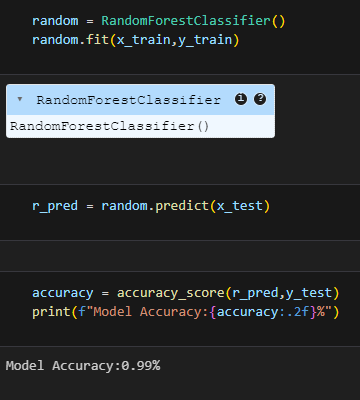 random = RandomForestClassifier()
random.fit(x_train,y_train)
RandomForestClassifier i ?
RandomForestClassifier()
r_pred = random.predict(x_test)
accuracy = accuracy_score(r_pred,y_test)
print(f"Model Accuracy:{accuracy:.2f}%")
Model Accuracy:0.99%